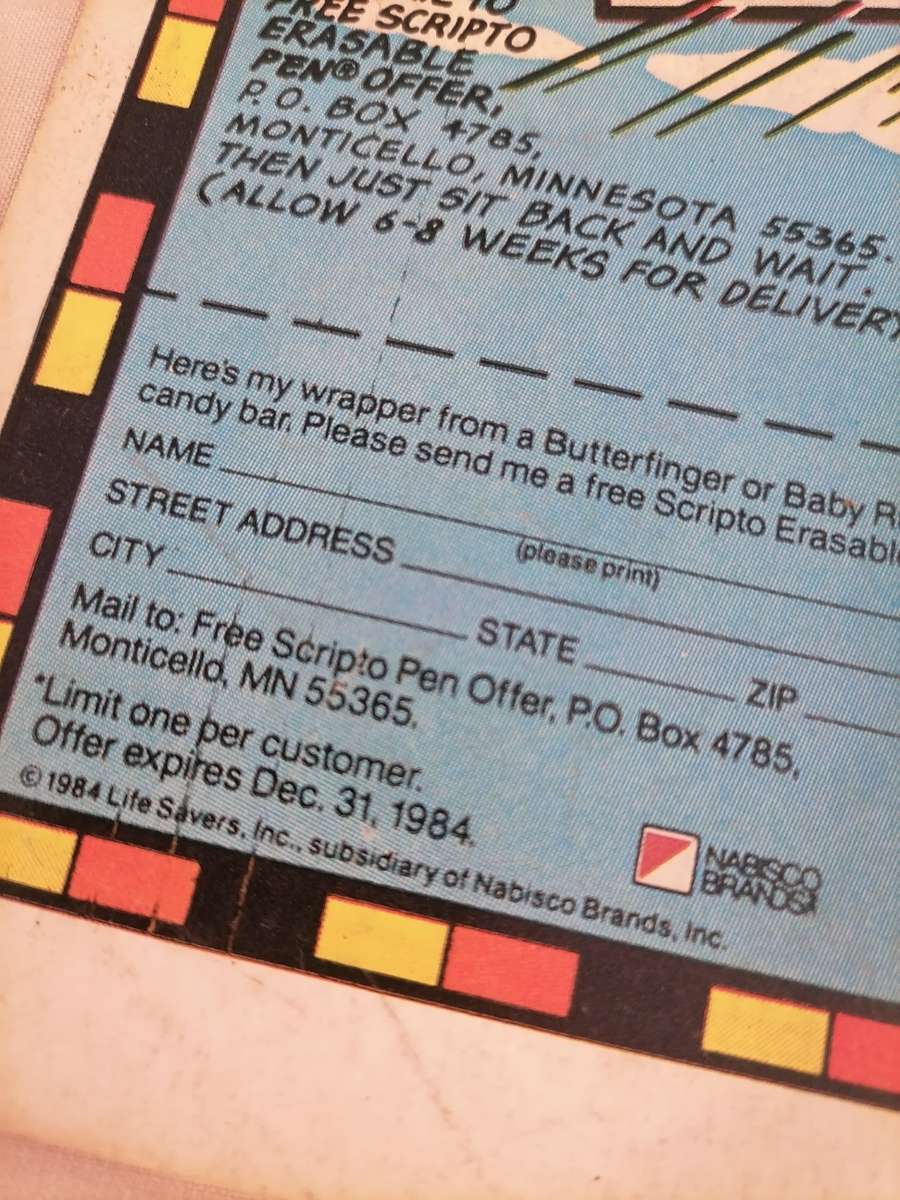 TO
FREE SCRIPTO
ERASABLE
PEN® OFFER,
P.O. BOX 4785,
MONTICELLO, MINNESOTA 55365.
THEN JUST SIT BACK AND WAIT.
(ALLOW 6-8 WEEKS FOR DELIVERY
Here's my wrapper from a Butterfinger or Baby R
candy bar. Please send me a free Scripto Erasable
NAME
(please print)
STREET ADDRESS
CITY STATE ZIP
Mail to: Free Scripto Pen Offer, P.O. Box 4785,
Monticello, MN 55365.
*Limit one per customer.
Offer expires Dec. 31, 1984.
© 1984 Life Savers, Inc., subsidiary of Nabisco Brands, Inc.
NABISCO
BRANDS